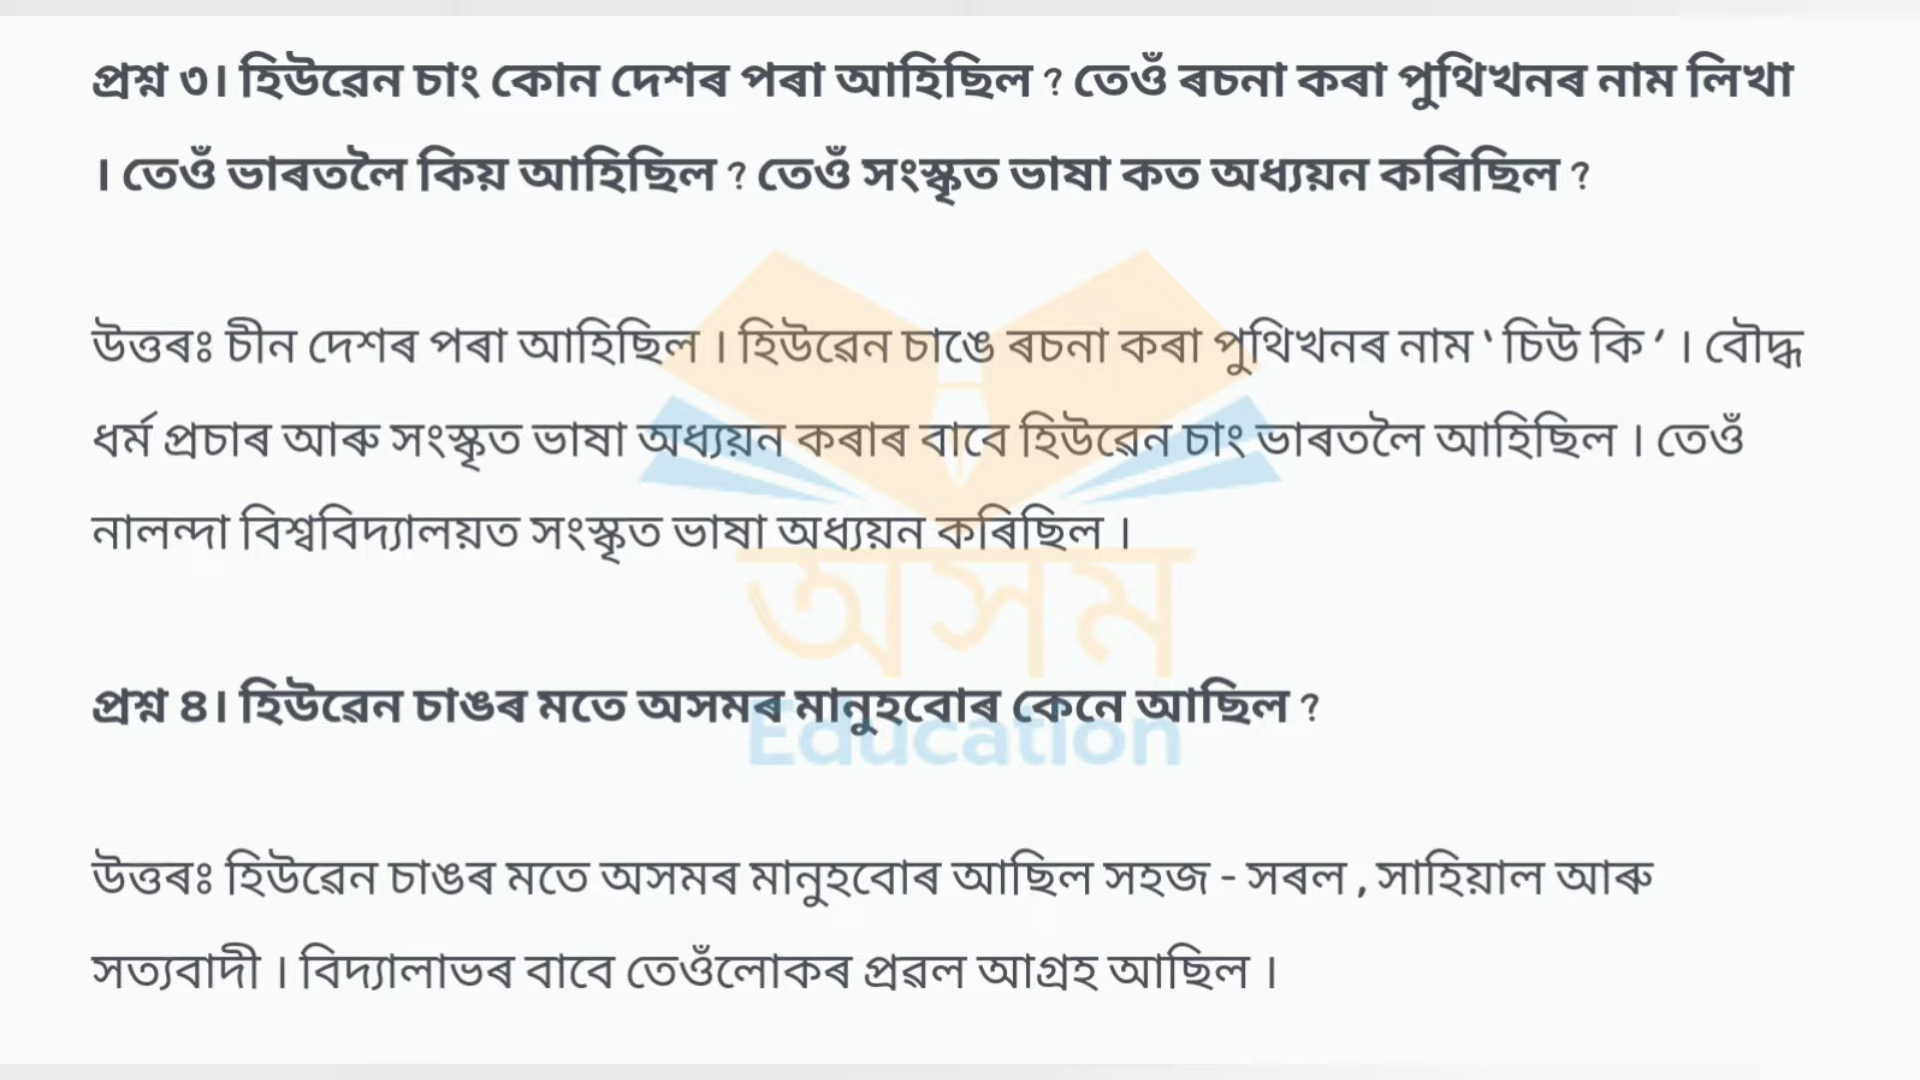 প্ৰশ্ন ৩। হিউৱেন চাং কোন দেশৰ পৰা আহিছিল ? তেওঁ ৰচনা কৰা পুথিখনৰ নাম লিখা
। তেওঁ ভাৰতলৈ কিয় আহিছিল ? তেওঁ সংস্কৃত ভাষা কত অধ্যয়ন কৰিছিল ?
উত্তৰঃ চীন দেশৰ পৰা আহিছিল । হিউৱেন চাঙে ৰচনা কৰা পুথিখনৰ নাম ‘ চিউ কি ’ । বৌদ্ধ
ধৰ্ম প্ৰচাৰ আৰু সংস্কৃত ভাষা অধ্যয়ন কৰাৰ বাবে হিউৱেন চাং ভাৰতলৈ আহিছিল । তেওঁ
নালন্দা বিশ্ববিদ্যালয়ত সংস্কৃত ভাষা অধ্যয়ন কৰিছিল ।
অসম
প্ৰশ্ন ৪। হিউৱেন চাঙৰ মতে অসমৰ মানুহবোৰ কেনে আছিল ?
Education
উত্তৰঃ হিউৱেন চাঙৰ মতে অসমৰ মানুহবোৰ আছিল সহজ - সৰল , সাহিয়াল আৰু
সত্যবাদী । বিদ্যালাভৰ বাবে তেওঁলোকৰ প্ৰৱল আগ্ৰহ আছিল ।